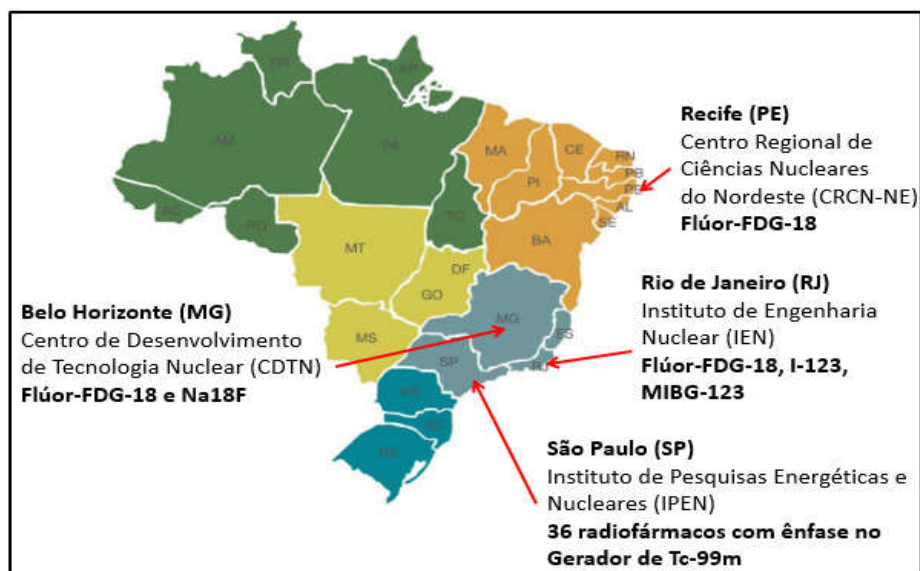 RR
AP
AM
PA
MA
CE
RN
PB
PE
PI
AL
SE
AC
RO
TO
BA
MT
DF
GO
MG
ES
MS
SP
RJ
PR
SC
RS
Recife (PE)
Centro Regional de
Ciências Nucleares
do Nordeste (CRCN-NE)
Flúor-FDG-18
Rio de Janeiro (RJ)
Instituto de Engenharia
Nuclear (IEN)
Flúor-FDG-18, I-123,
MIBG-123
Belo Horizonte (MG)
Centro de Desenvolvimento
de Tecnologia Nuclear (CDTN)
Flúor-FDG-18 e Na18F
São Paulo (SP)
Instituto de Pesquisas Energéticas e
Nucleares (IPEN)
36 radiofármacos com ênfase no
Gerador de Tc-99m